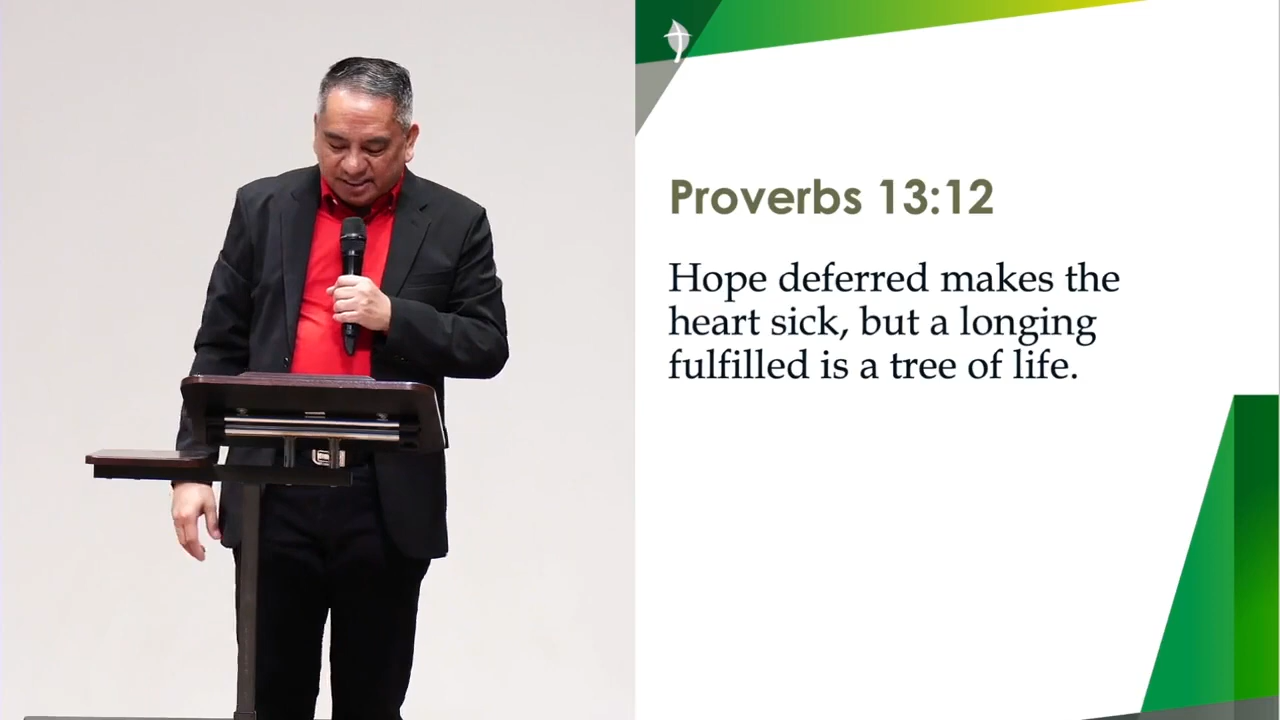 Proverbs 13:12
Hope deferred makes the
heart sick, but a longing
fulfilled is a tree of life.